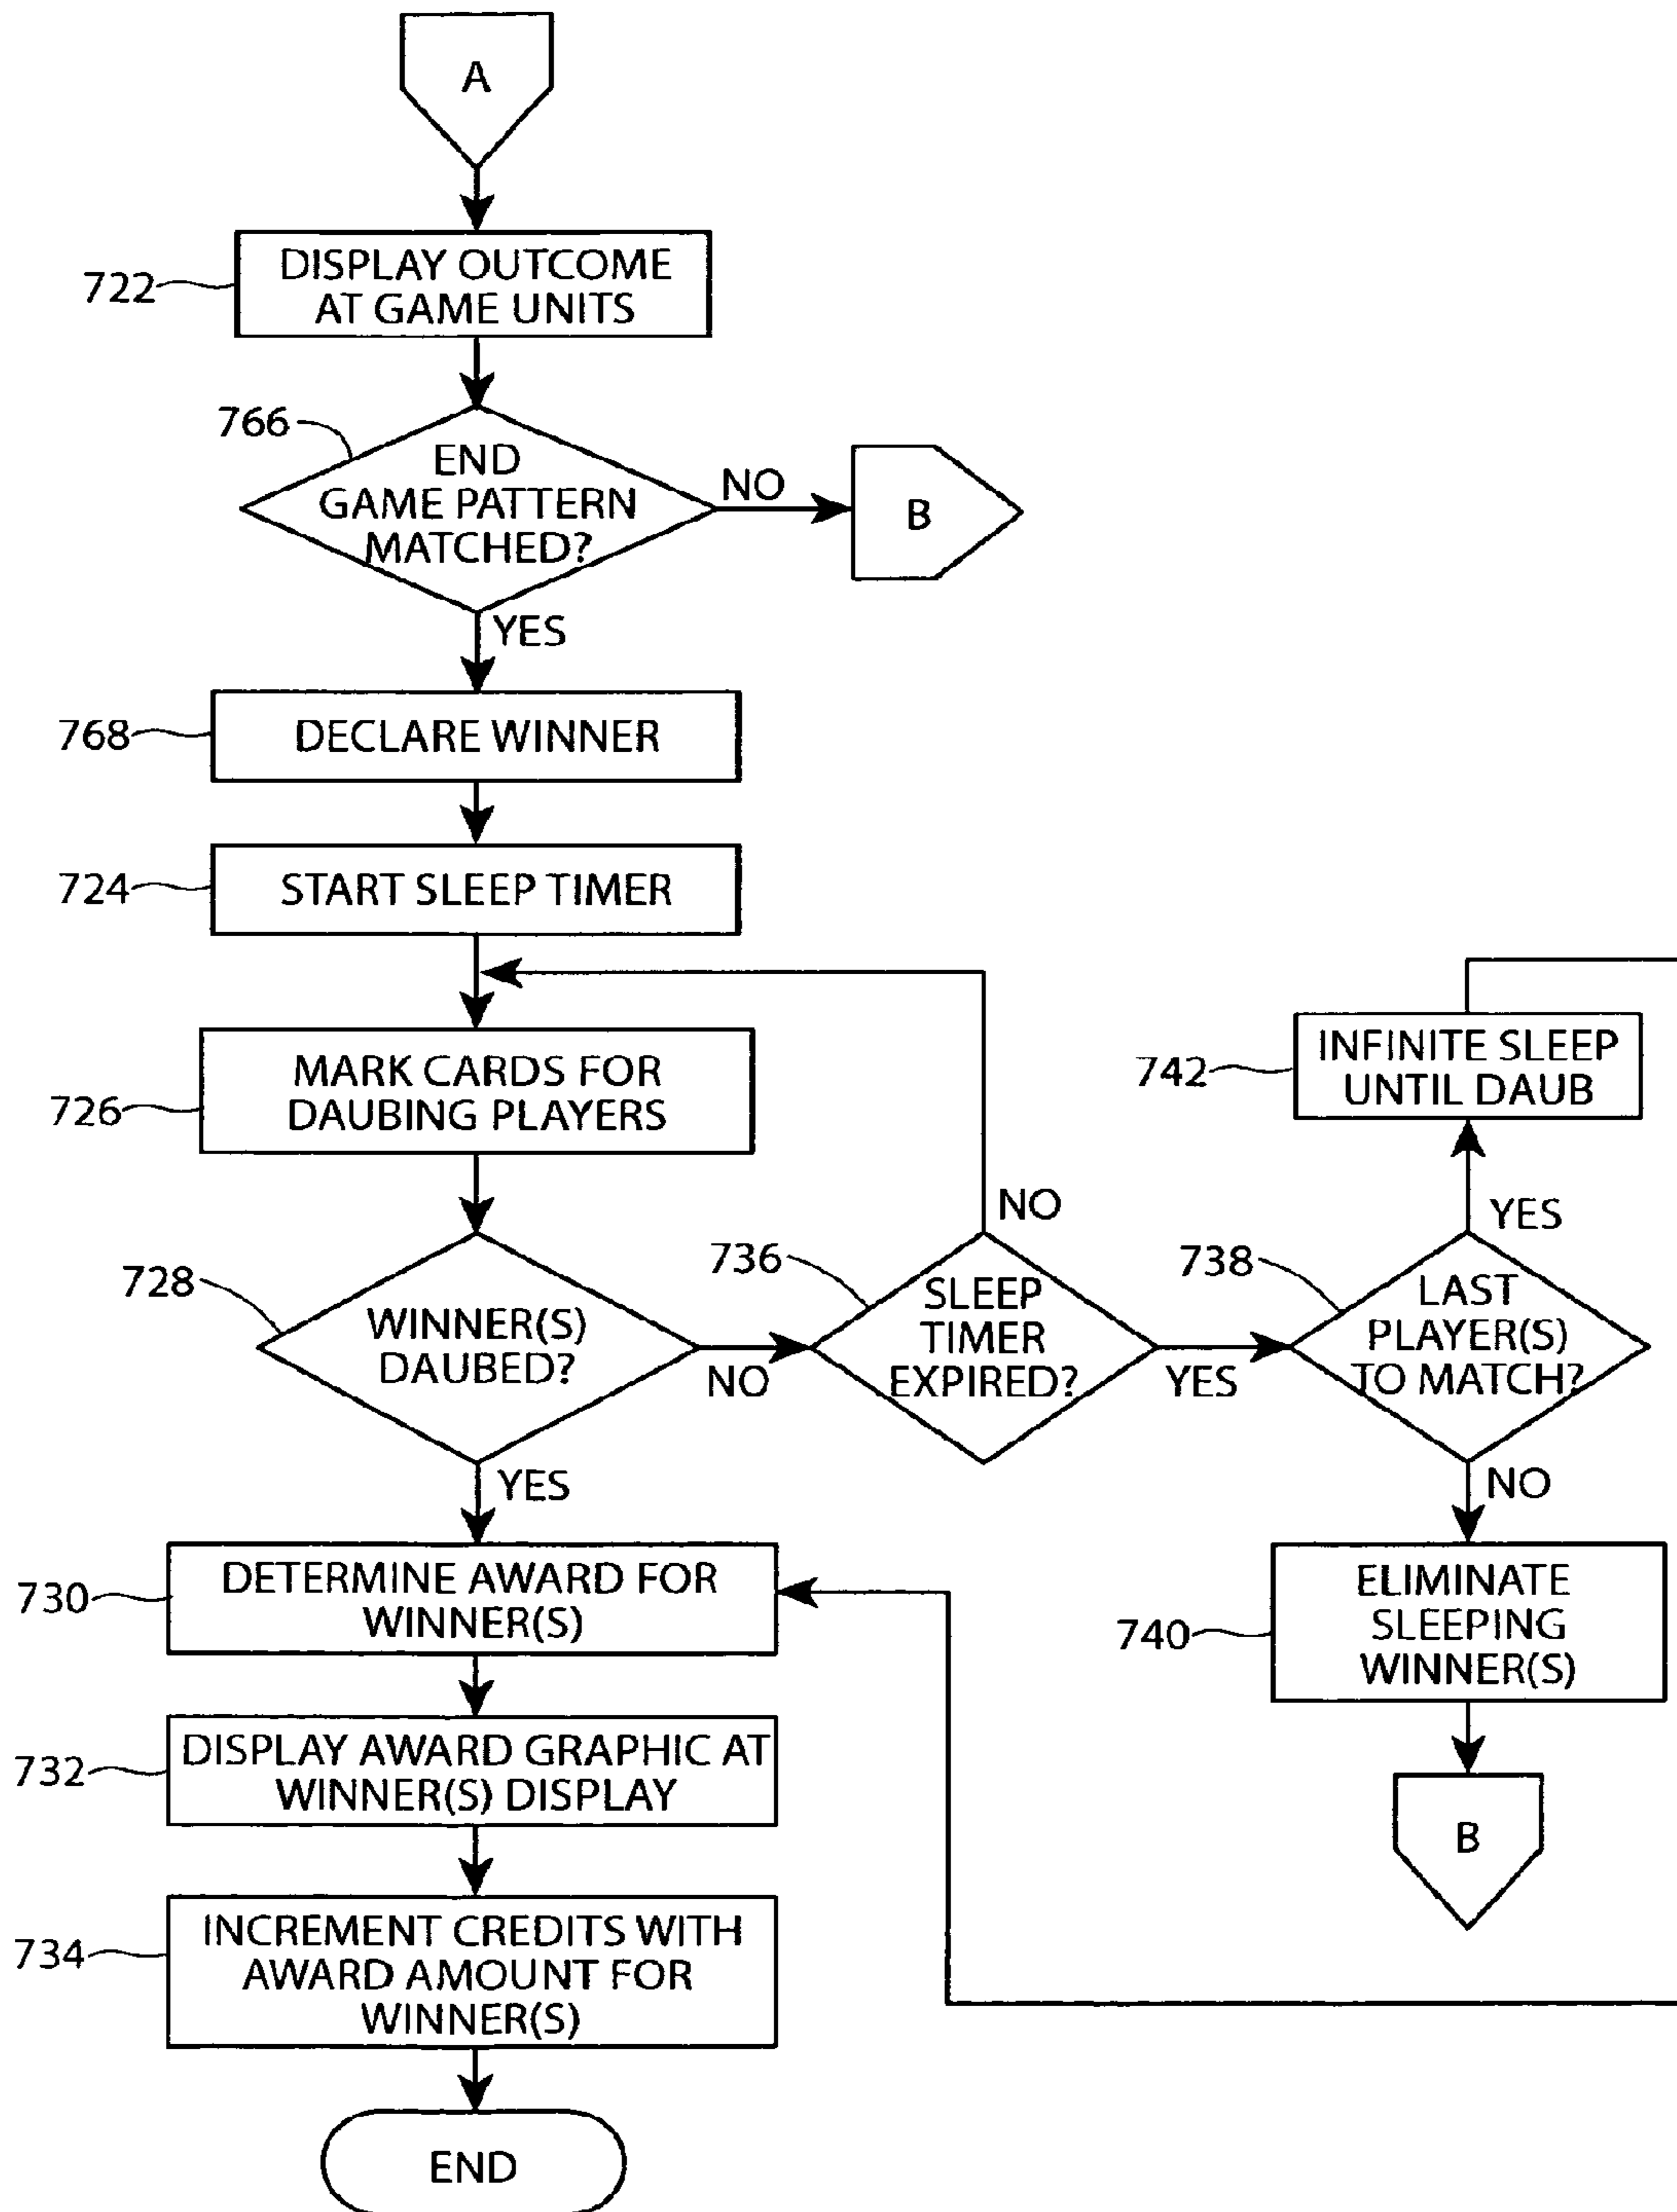 A
722
DISPLAY OUTCOME
AT GAME UNITS
766
END
GAME PATTERN
MATCHED?
NO
B
YES
768
DECLARE WINNER
724
START SLEEP TIMER
726
MARK CARDS FOR
DAUBING PLAYERS
742
INFINITE SLEEP
UNTIL DAUB
728
WINNER(S)
DAUBED?
NO
736
SLEEP
TIMER
EXPIRED?
NO
YES
738
LAST
PLAYER(S)
TO MATCH?
YES
NO
YES
730
DETERMINE AWARD FOR
WINNER(S)
740
ELIMINATE
SLEEPING
WINNER(S)
732
DISPLAY AWARD GRAPHIC AT
WINNER(S) DISPLAY
B
734
INCREMENT CREDITS WITH
AWARD AMOUNT FOR
WINNER(S)
END